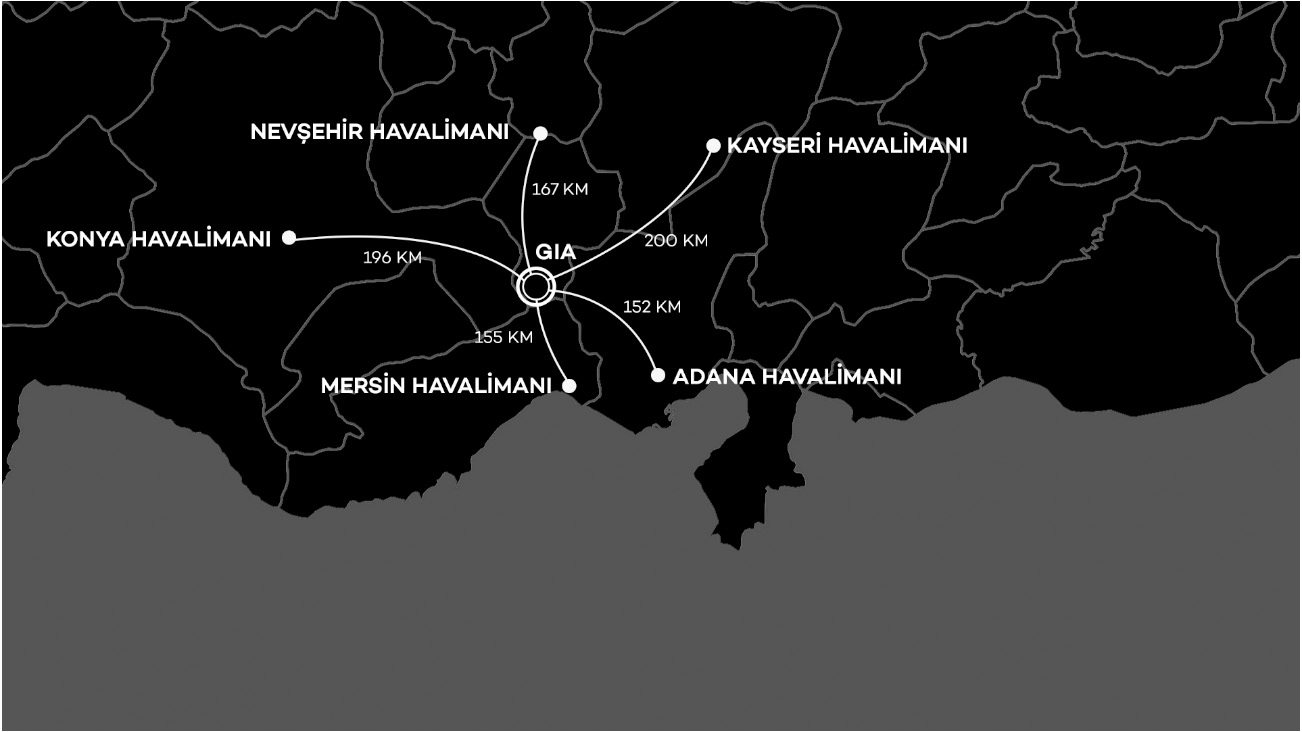 NEVŞEHİR HAVALİMANI
KAYSERİ HAVALİMANI
167 KM
KONYA HAVALİMANI
200 KM
GIA
196 KM
152 KM
155 KM
ADANA HAVALİMANI
MERSİN HAVALİMANI